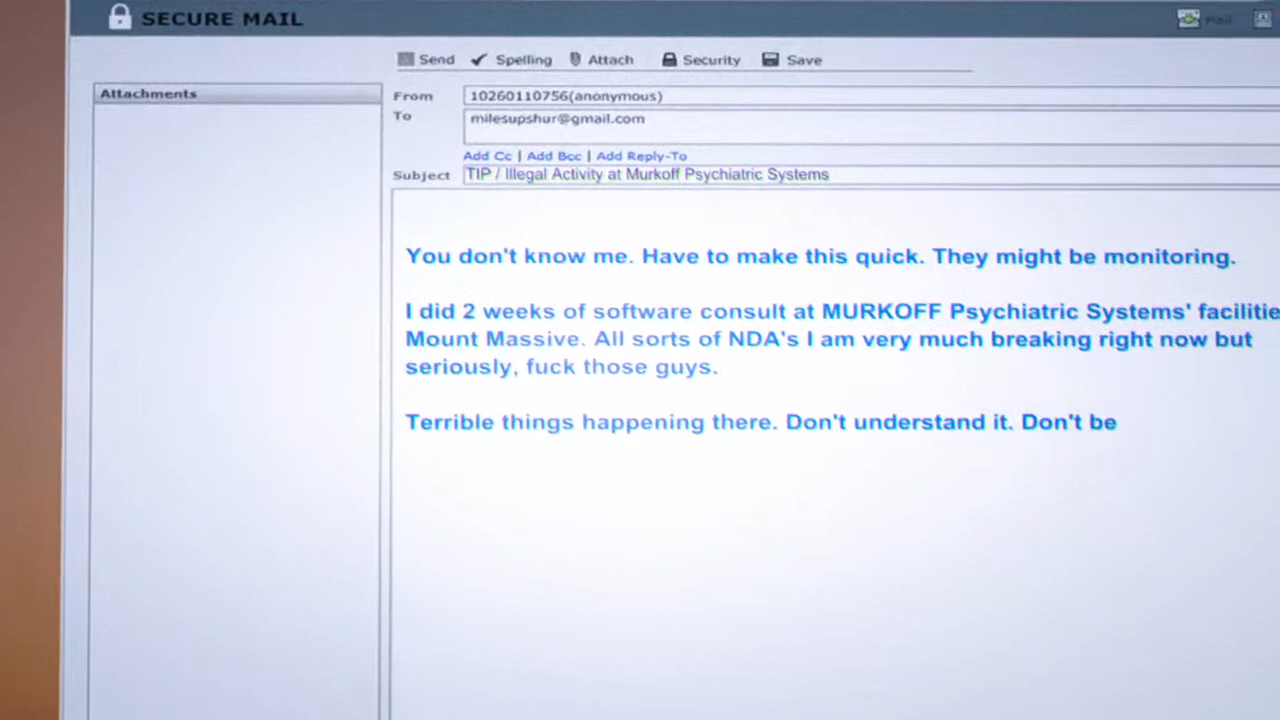 SECURE MAIL
Mail
Send Spelling Attach Security Save
Attachments
From 10260110756(anonymous)
To milesupshur@gmail.com
Add Cc | Add Bcc | Add Reply-To
Subject TIP / Illegal Activity at Murkoff Psychiatric Systems
You don't know me. Have to make this quick. They might be monitoring.
I did 2 weeks of software consult at MURKOFF Psychiatric Systems' facilitie
Mount Massive. All sorts of NDA's I am very much breaking right now but
seriously, fuck those guys.
Terrible things happening there. Don't understand it. Don't be